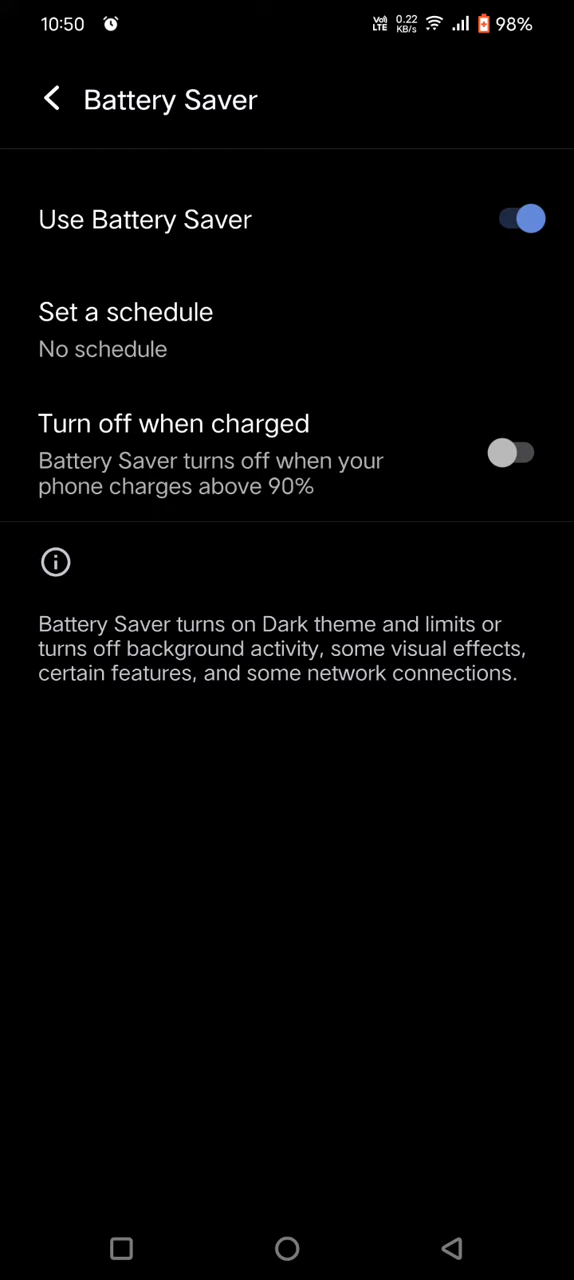 10:50 VoLTE 0.22 KB/s 98%
Battery Saver
Use Battery Saver
Set a schedule
No schedule
Turn off when charged
Battery Saver turns off when your
phone charges above 90%
Battery Saver turns on Dark theme and limits or
turns off background activity, some visual effects,
certain features, and some network connections.